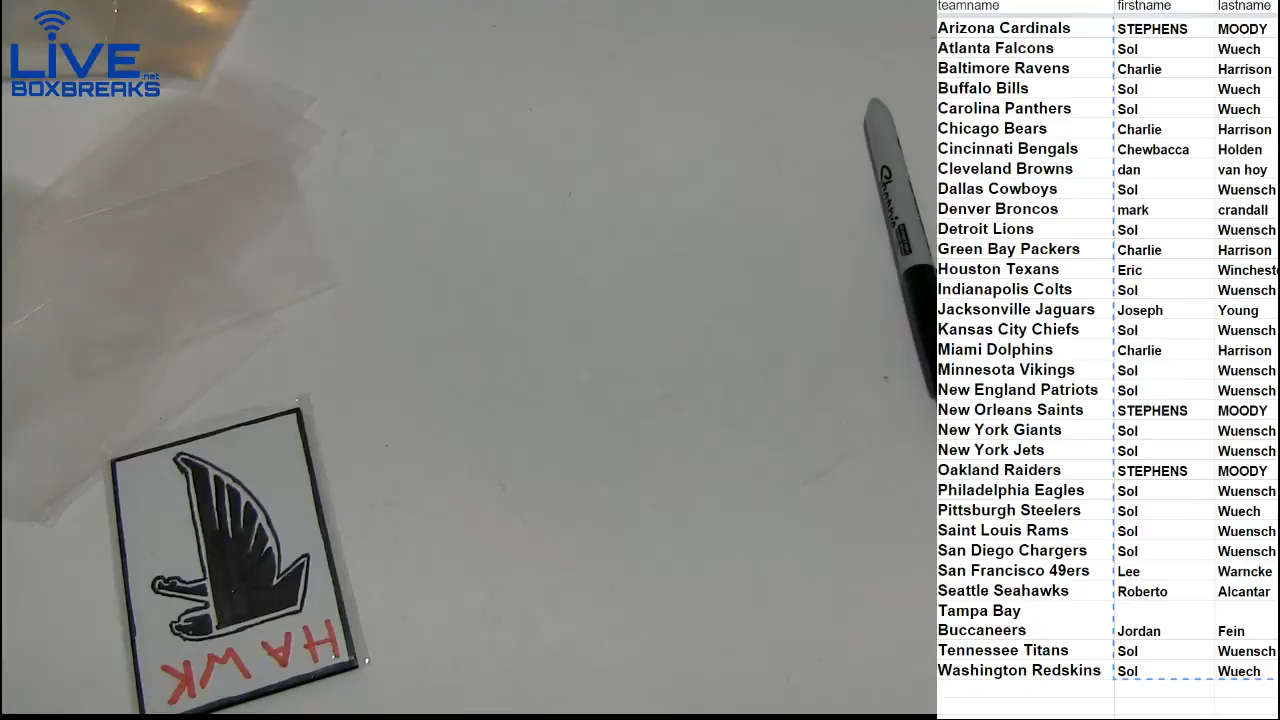 LIVE.net
BOXBREAKS
Sharpie
HAWK
teamname firstname lastname
Arizona Cardinals STEPHENS MOODY
Atlanta Falcons Sol Wuech
Baltimore Ravens Charlie Harrison
Buffalo Bills Sol Wuech
Carolina Panthers Sol Wuech
Chicago Bears Charlie Harrison
Cincinnati Bengals Chewbacca Holden
Cleveland Browns dan van hoy
Dallas Cowboys Sol Wuensch
Denver Broncos mark crandall
Detroit Lions Sol Wuensch
Green Bay Packers Charlie Harrison
Houston Texans Eric Wincheste
Indianapolis Colts Sol Wuensch
Jacksonville Jaguars Joseph Young
Kansas City Chiefs Sol Wuensch
Miami Dolphins Charlie Harrison
Minnesota Vikings Sol Wuensch
New England Patriots Sol Wuensch
New Orleans Saints STEPHENS MOODY
New York Giants Sol Wuensch
New York Jets Sol Wuensch
Oakland Raiders STEPHENS MOODY
Philadelphia Eagles Sol Wuensch
Pittsburgh Steelers Sol Wuech
Saint Louis Rams Sol Wuensch
San Diego Chargers Sol Wuensch
San Francisco 49ers Lee Warncke
Seattle Seahawks Roberto Alcantar
Tampa Bay
Buccaneers Jordan Fein
Tennessee Titans Sol Wuensch
Washington Redskins Sol Wuech